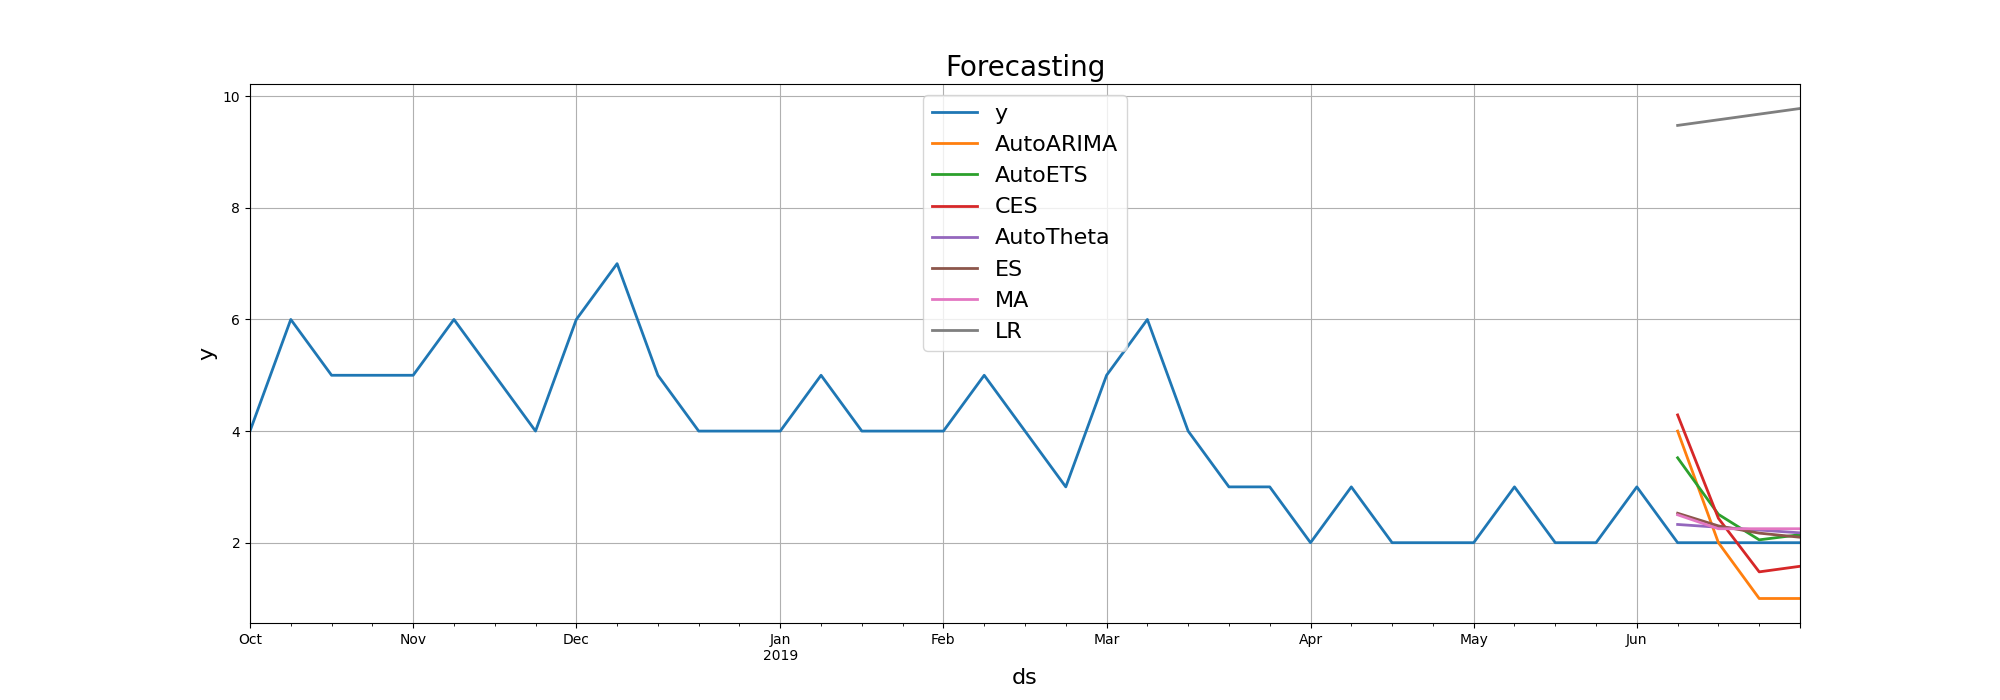 Forecasting
y
10
8
6
4
2
y
AutoARIMA
AutoETS
CES
AutoTheta
ES
MA
LR
Oct Nov Dec Jan Feb Mar Apr May Jun
2019
ds